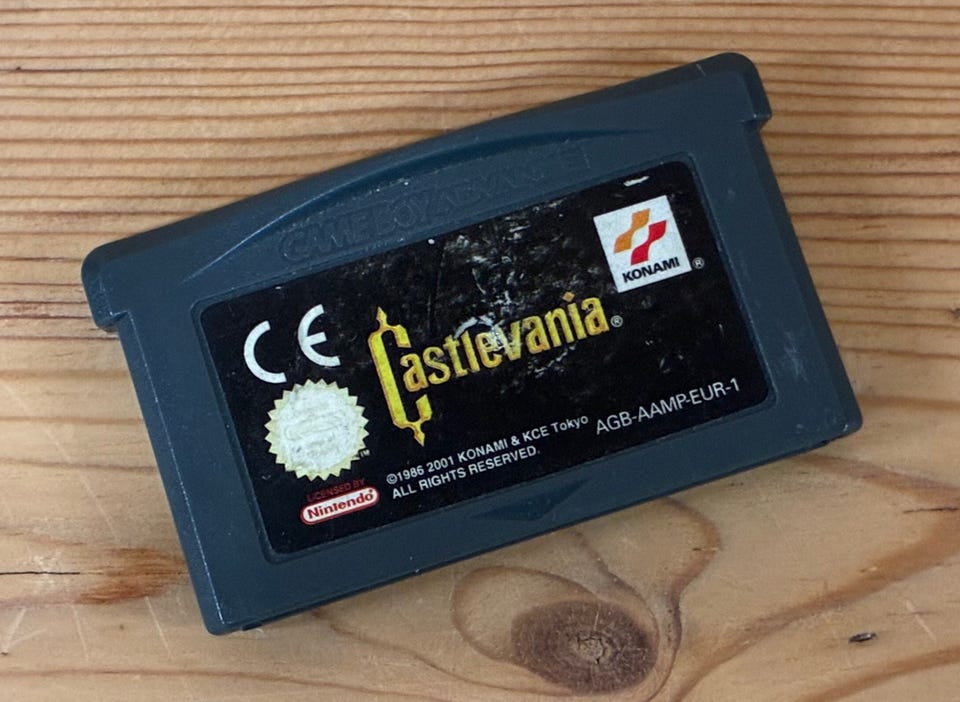 GAME BOY ADVANCE
KONAMI ®
CE
Castlevania®
TM
©1986 2001 KONAMI & KCE Tokyo
ALL RIGHTS RESERVED.
AGB-AAMP-EUR-1
LICENSED BY
Nintendo®